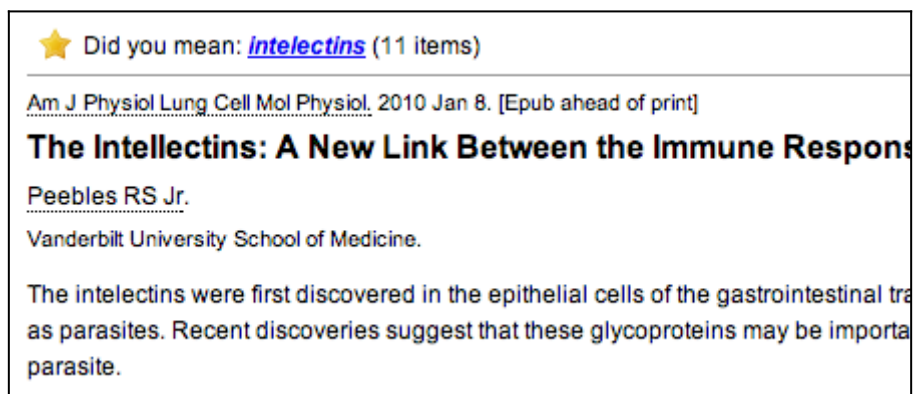 Did you mean: intelectins (11 items)
Am J Physiol Lung Cell Mol Physiol. 2010 Jan 8. [Epub ahead of print]
The Intellectins: A New Link Between the Immune Respons
Peebles RS Jr.
Vanderbilt University School of Medicine.
The intelectins were first discovered in the epithelial cells of the gastrointestinal tra
as parasites. Recent discoveries suggest that these glycoproteins may be importa
parasite.